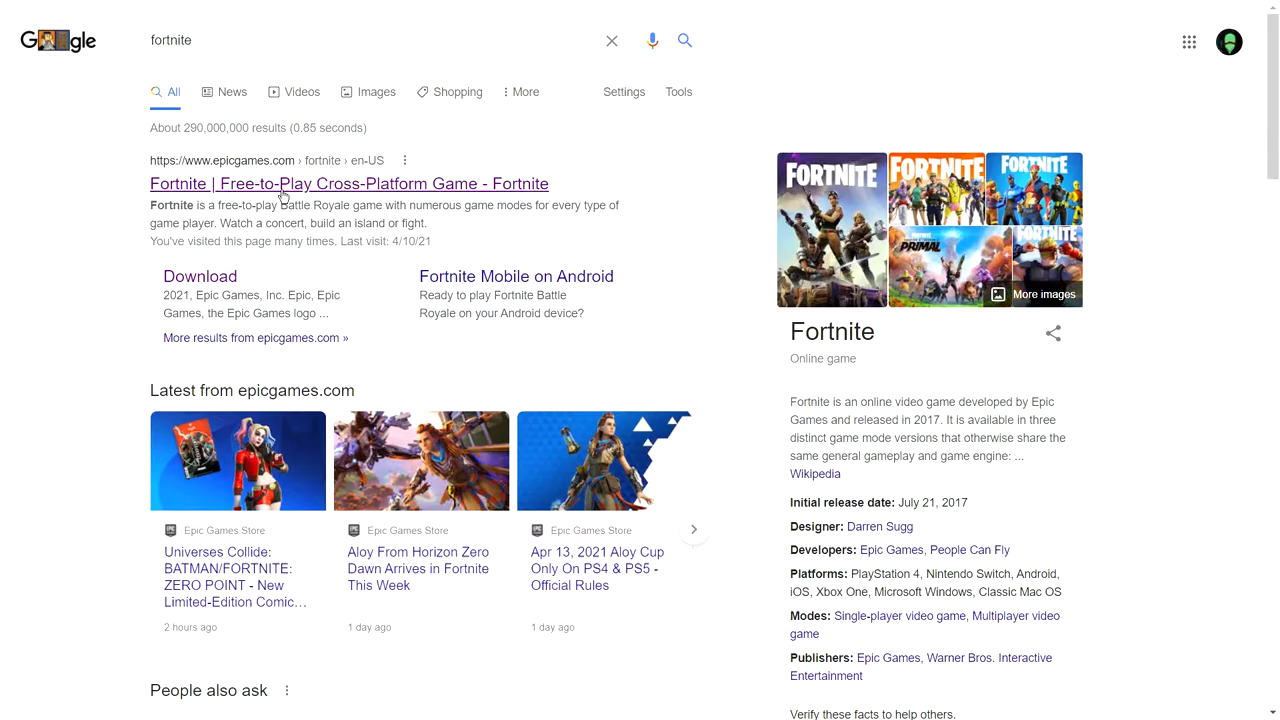 Google
fortnite
All
News
Videos
Images
Shopping
More
Settings
Tools
About 290,000,000 results (0.85 seconds)
https://www.epicgames.com › fortnite › en-US
Fortnite | Free-to-Play Cross-Platform Game - Fortnite
Fortnite is a free-to-play Battle Royale game with numerous game modes for every type of
game player. Watch a concert, build an island or fight.
You've visited this page many times. Last visit: 4/10/21
Download
2021, Epic Games, Inc. Epic, Epic
Games, the Epic Games logo ...
Fortnite Mobile on Android
Ready to play Fortnite Battle
Royale on your Android device?
More results from epicgames.com »
Latest from epicgames.com
Epic Games Store
Universes Collide:
BATMAN/FORTNITE:
ZERO POINT - New
Limited-Edition Comic…
2 hours ago
Epic Games Store
Aloy From Horizon Zero
Dawn Arrives in Fortnite
This Week
1 day ago
Epic Games Store
Apr 13, 2021 Aloy Cup
Only On PS4 & PS5 -
Official Rules
1 day ago
People also ask
FORTNITE
FORTNITE
FORTNITE
FORTNITE
PRIMAL
FORTNITE
More images
Fortnite
Online game
Fortnite is an online video game developed by Epic
Games and released in 2017. It is available in three
distinct game mode versions that otherwise share the
same general gameplay and game engine: ...
Wikipedia
Initial release date: July 21, 2017
Designer: Darren Sugg
Developers: Epic Games, People Can Fly
Platforms: PlayStation 4, Nintendo Switch, Android,
iOS, Xbox One, Microsoft Windows, Classic Mac OS
Modes: Single-player video game, Multiplayer video
game
Publishers: Epic Games, Warner Bros. Interactive
Entertainment
Verify these facts to help others.